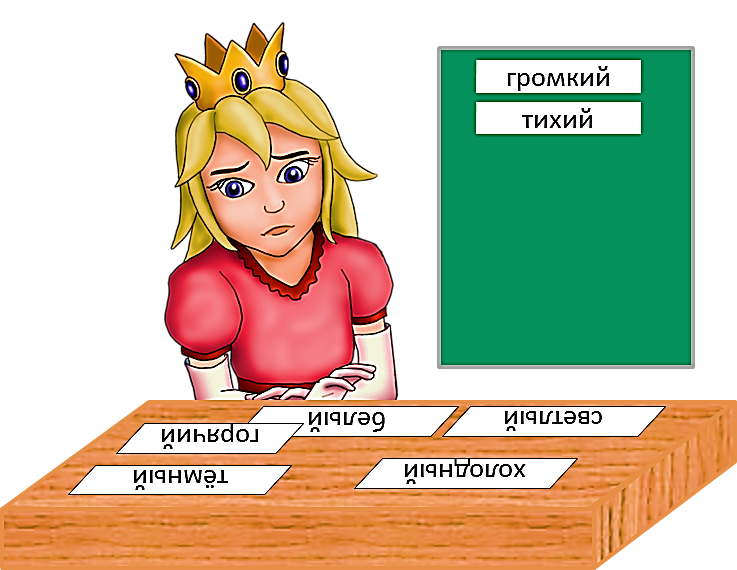 громкий
тихий
белый
светлый
горячий
тёмный
холодный